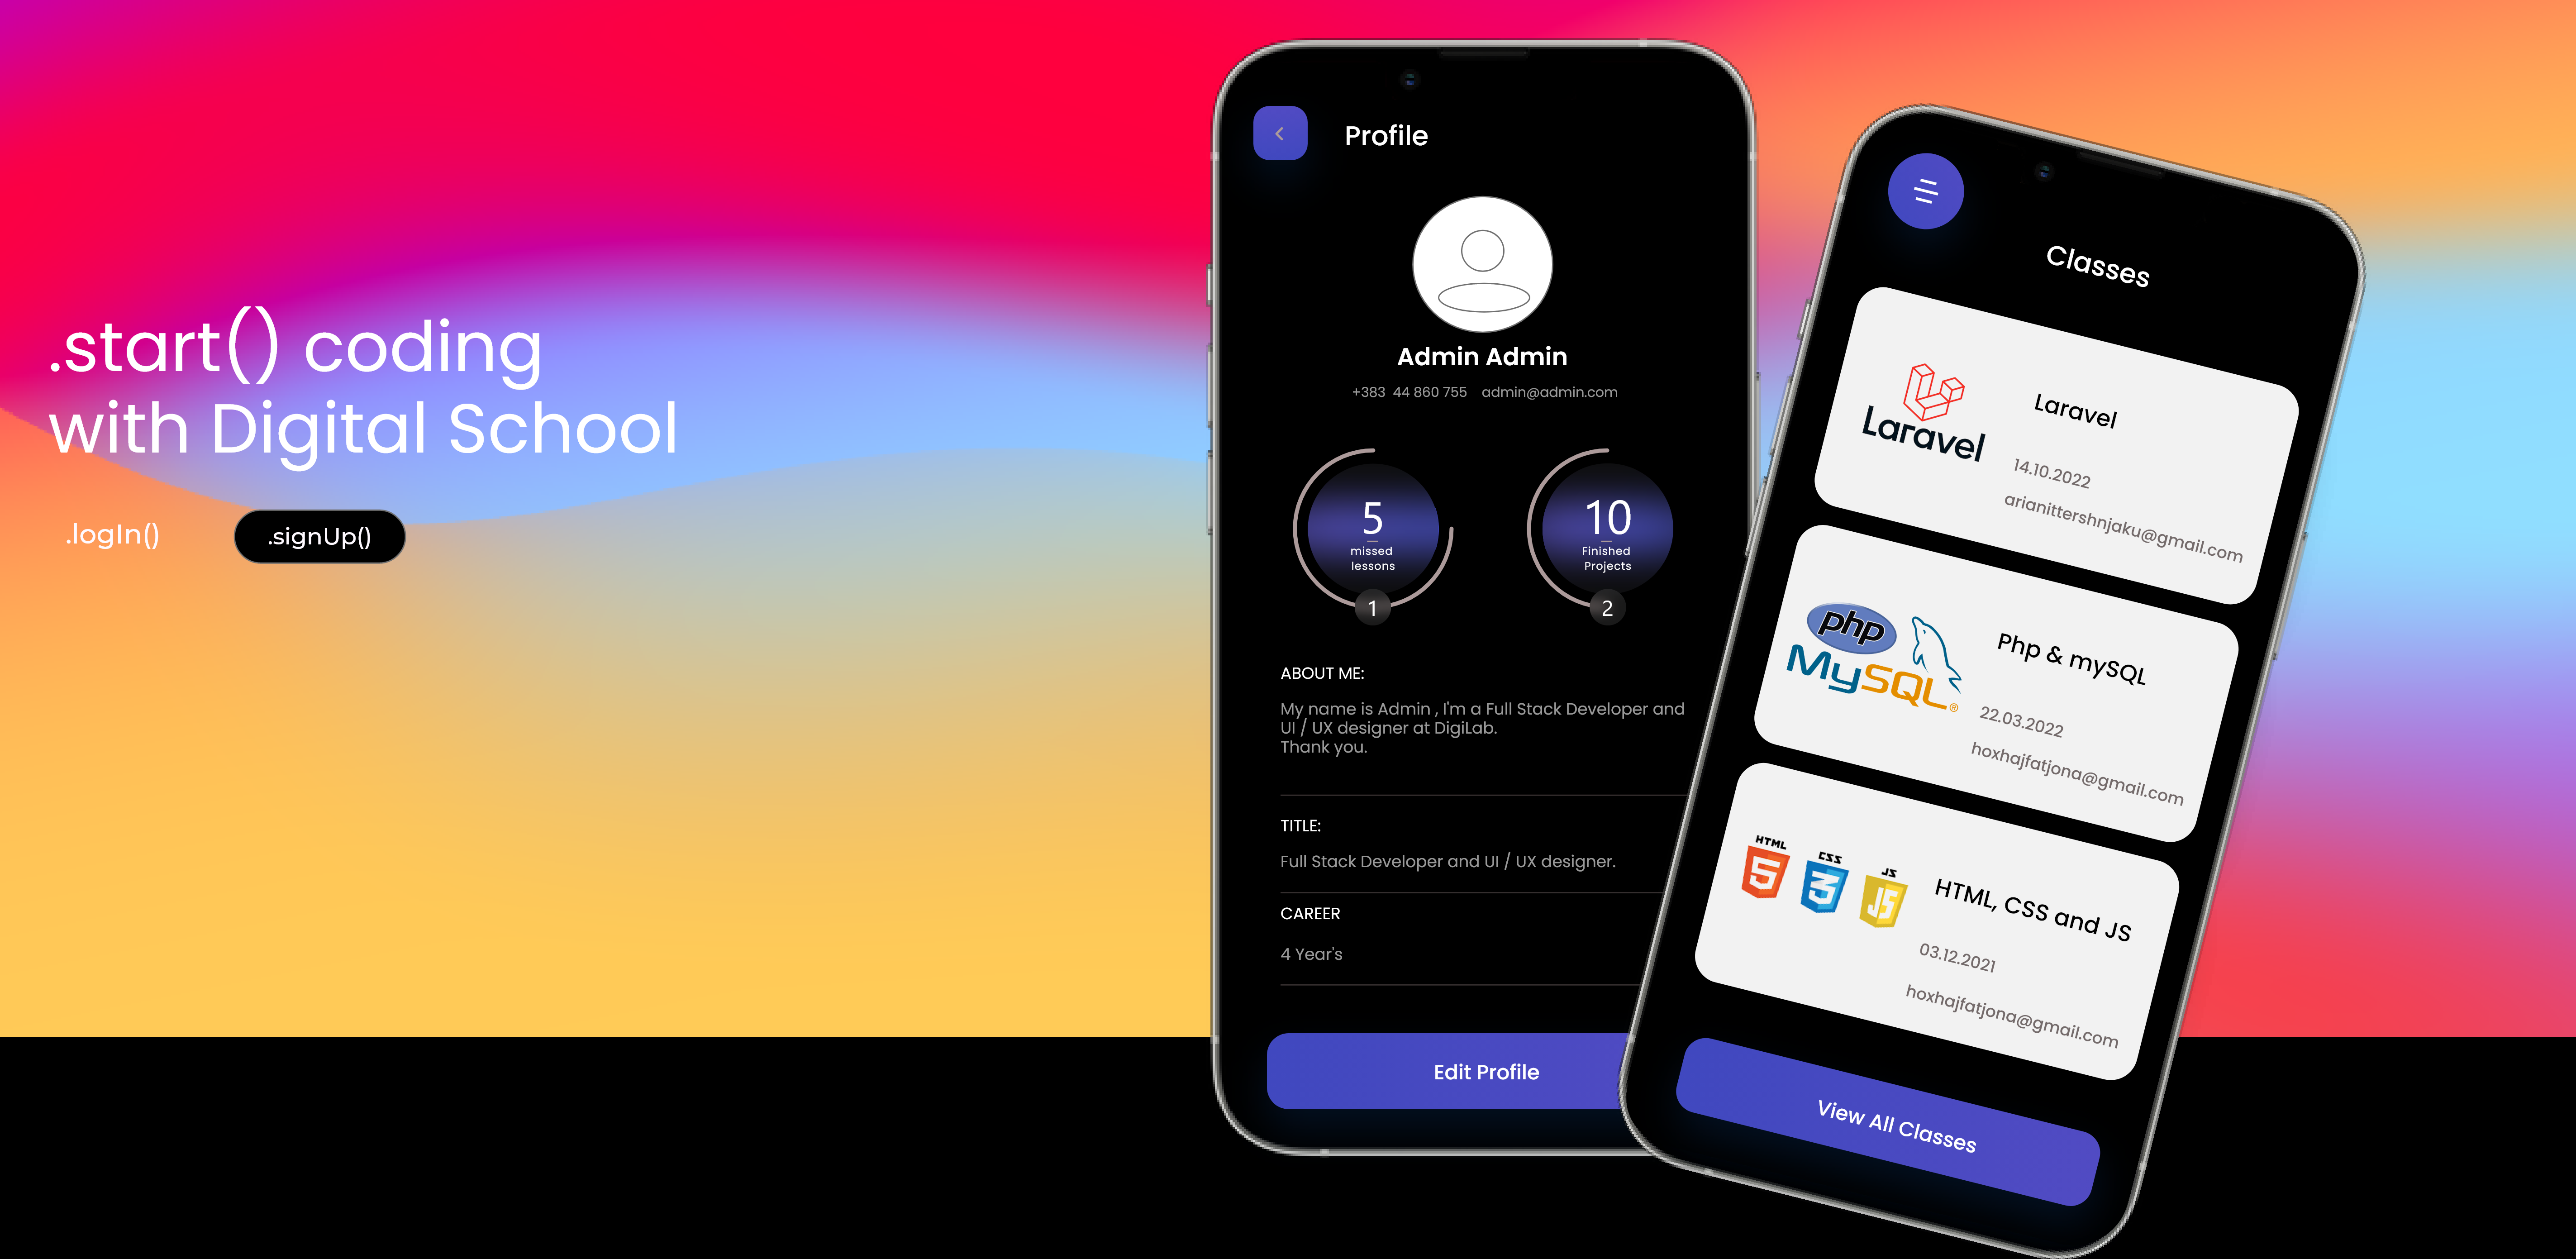 .start() coding
with Digital School
.logIn()
.signUp()
Profile
Admin Admin
+383 44 860 755 admin@admin.com
5
missed
lessons
1
10
Finished
Projects
2
ABOUT ME:
My name is Admin , I'm a Full Stack Developer and
UI / UX designer at DigiLab.
Thank you.
TITLE:
Full Stack Developer and UI / UX designer.
CAREER
4 Year's
Edit Profile
Classes
Laravel
Laravel
14.10.2022
arianittershnjaku@gmail.com
php
MySQL®
Php & mySQL
22.03.2022
hoxhajfatjona@gmail.com
HTML
5
CSS
3
JS
JS
HTML, CSS and JS
03.12.2021
hoxhajfatjona@gmail.com
View All Classes